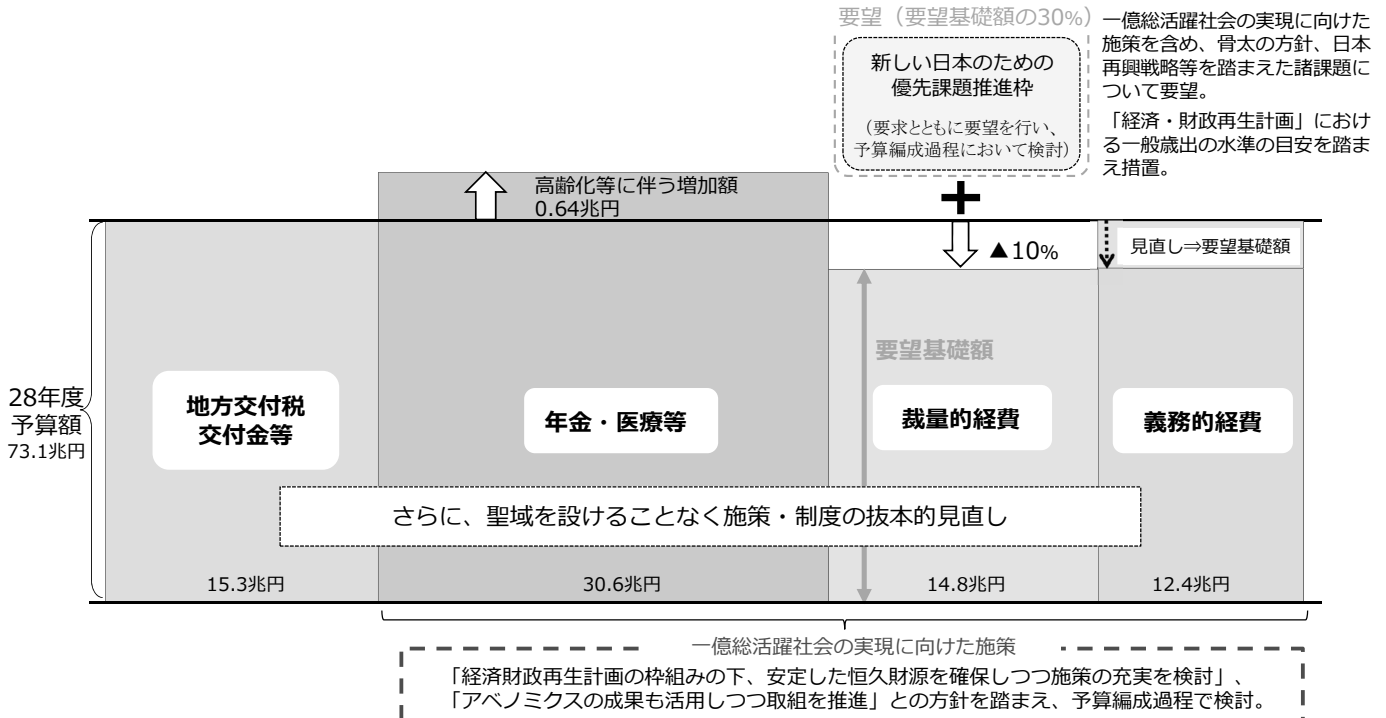 要望（要望基礎額の30%）
新しい日本のための
優先課題推進枠
（要求とともに要望を行い、
予算編成過程において検討）
一億総活躍社会の実現に向けた
施策を含め、骨太の方針、日本
再興戦略等を踏まえた諸課題に
ついて要望。
「経済・財政再生計画」におけ
る一般歳出の水準の目安を踏ま
え措置。
高齢化等に伴う増加額
0.64兆円
＋
▲10%
見直し⇒要望基礎額
要望基礎額
28年度
予算額
73.1兆円
地方交付税
交付金等
年金・医療等
裁量的経費
義務的経費
さらに、聖域を設けることなく施策・制度の抜本的見直し
15.3兆円
30.6兆円
14.8兆円
12.4兆円
一億総活躍社会の実現に向けた施策
「経済財政再生計画の枠組みの下、安定した恒久財源を確保しつつ施策の充実を検討」、
「アベノミクスの成果も活用しつつ取組を推進」との方針を踏まえ、予算編成過程で検討。